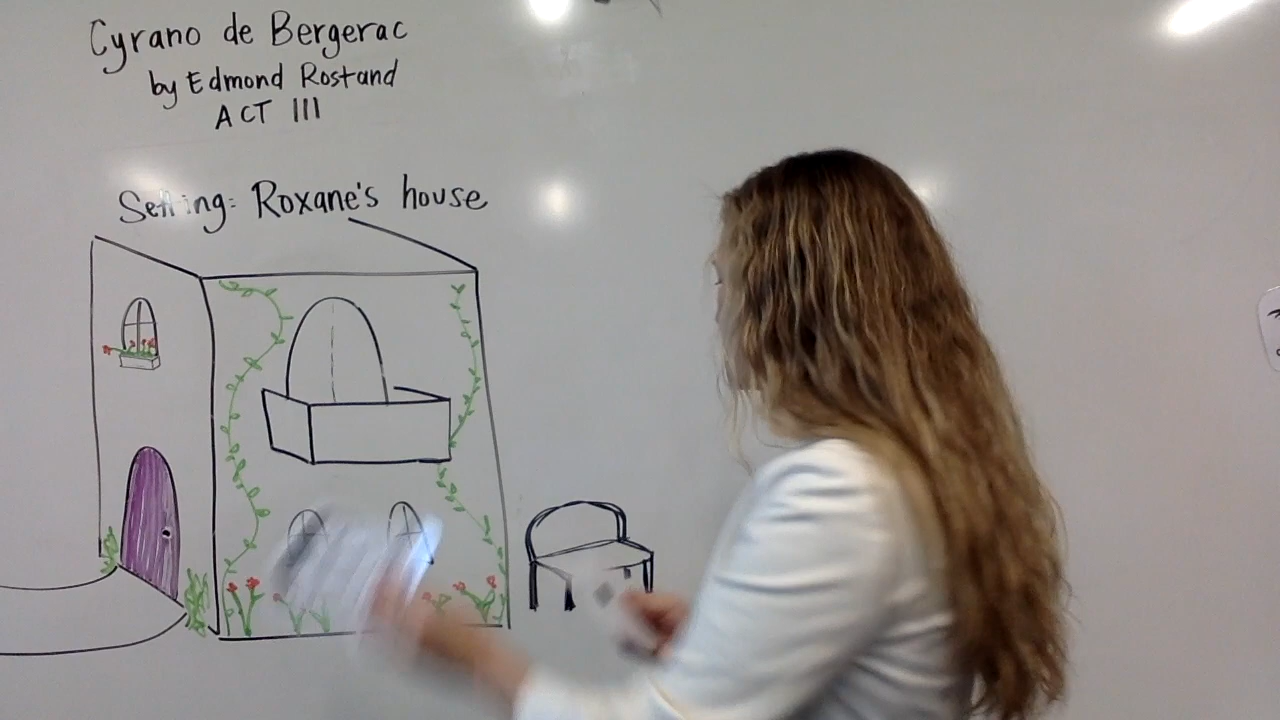 Cyrano de Bergerac
by Edmond Rostand
ACT III
Setting: Roxane's house